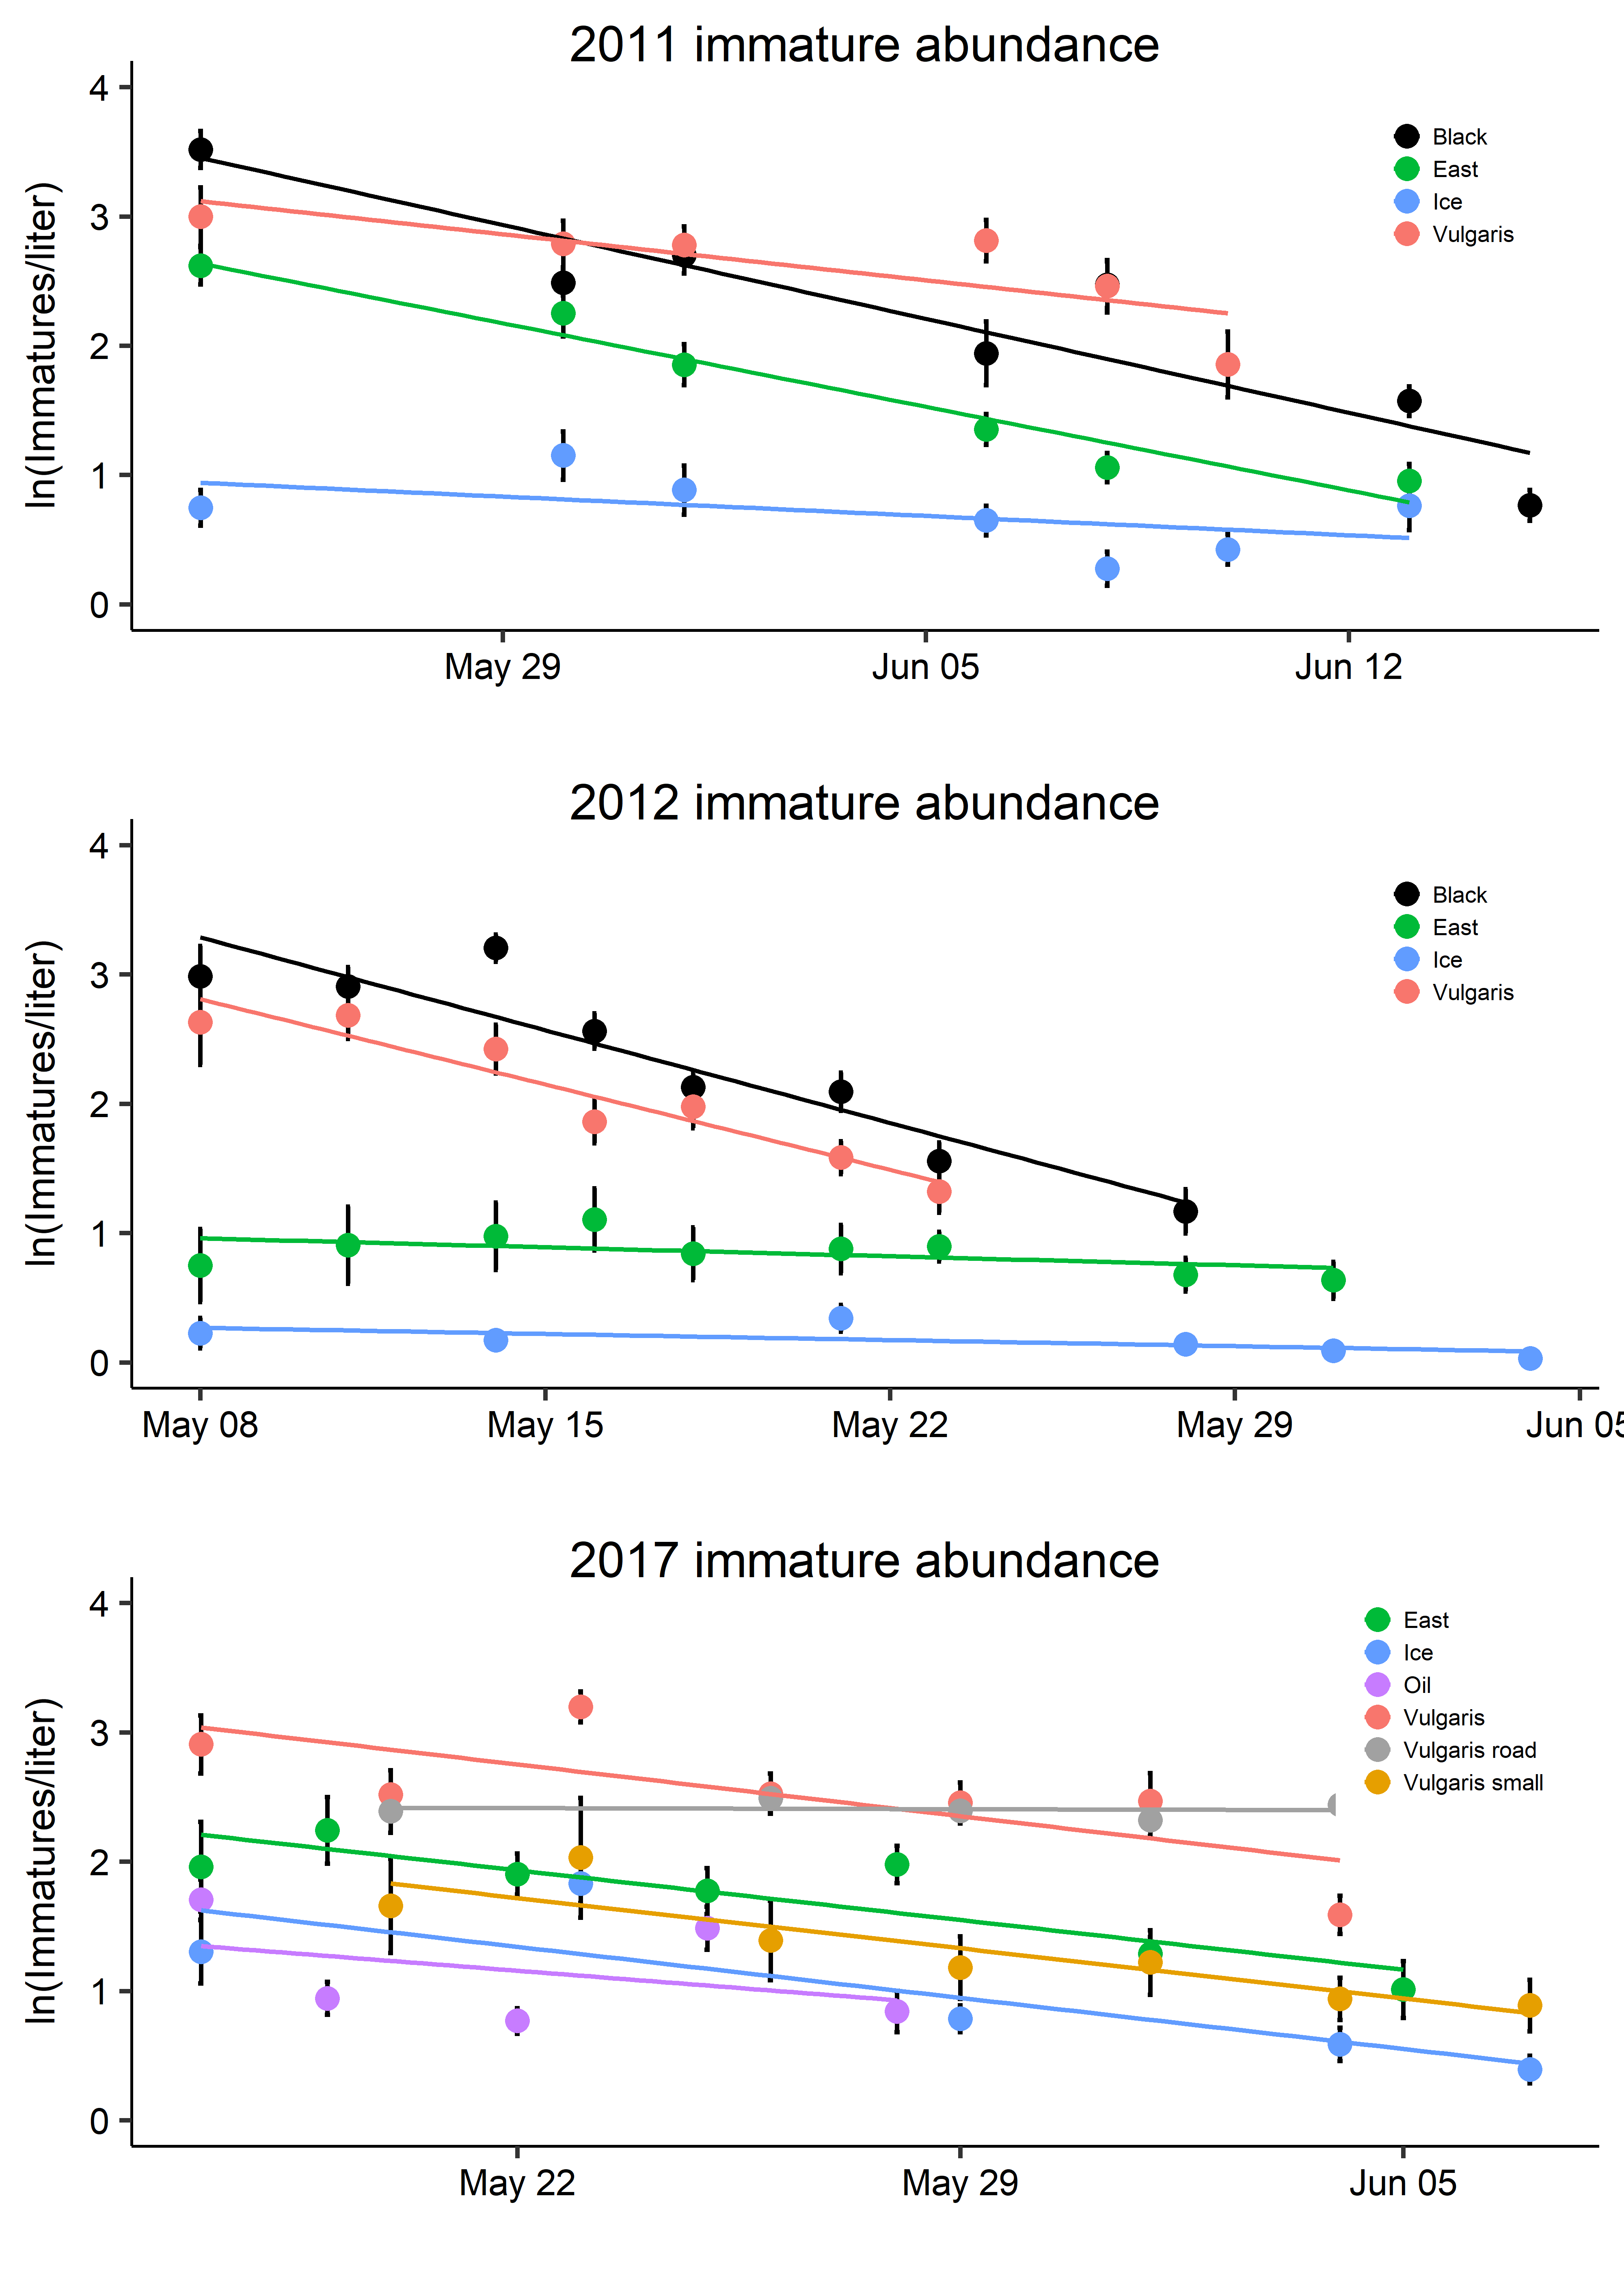 2011 immature abundance
ln(Immatures/liter)
4
3
2
1
0
Black
East
Ice
Vulgaris
May 29 Jun 05 Jun 12
2012 immature abundance
ln(Immatures/liter)
4
3
2
1
0
Black
East
Ice
Vulgaris
May 08 May 15 May 22 May 29 Jun 05
2017 immature abundance
ln(Immatures/liter)
4
3
2
1
0
East
Ice
Oil
Vulgaris
Vulgaris road
Vulgaris small
May 22 May 29 Jun 05